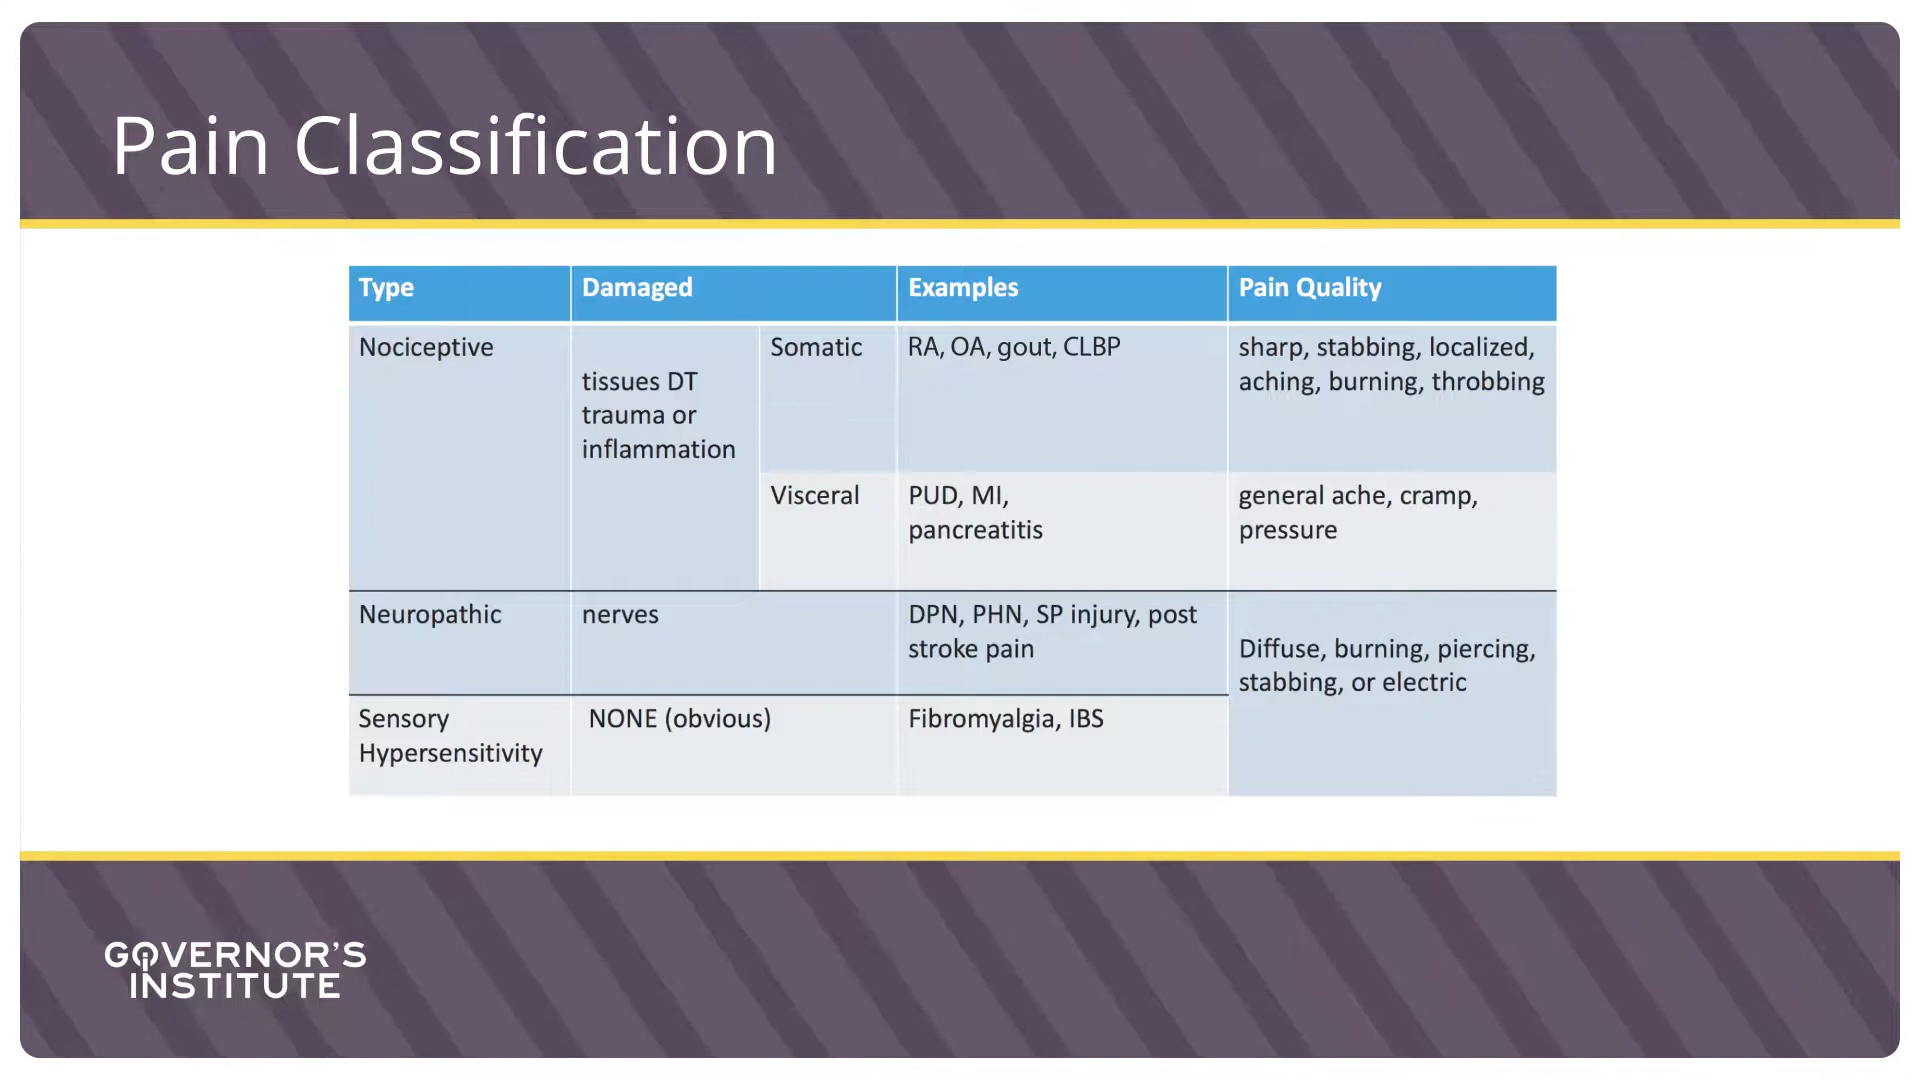 Pain Classification
Type Damaged Examples Pain Quality
Nociceptive
tissues DT
trauma or
inflammation
Somatic
RA, OA, gout, CLBP
sharp, stabbing, localized,
aching, burning, throbbing
Visceral
PUD, MI,
pancreatitis
general ache, cramp,
pressure
Neuropathic
nerves
DPN, PHN, SP injury, post
stroke pain
Diffuse, burning, piercing,
stabbing, or electric
Sensory
Hypersensitivity
NONE (obvious)
Fibromyalgia, IBS
GOVERNOR'S
INSTITUTE